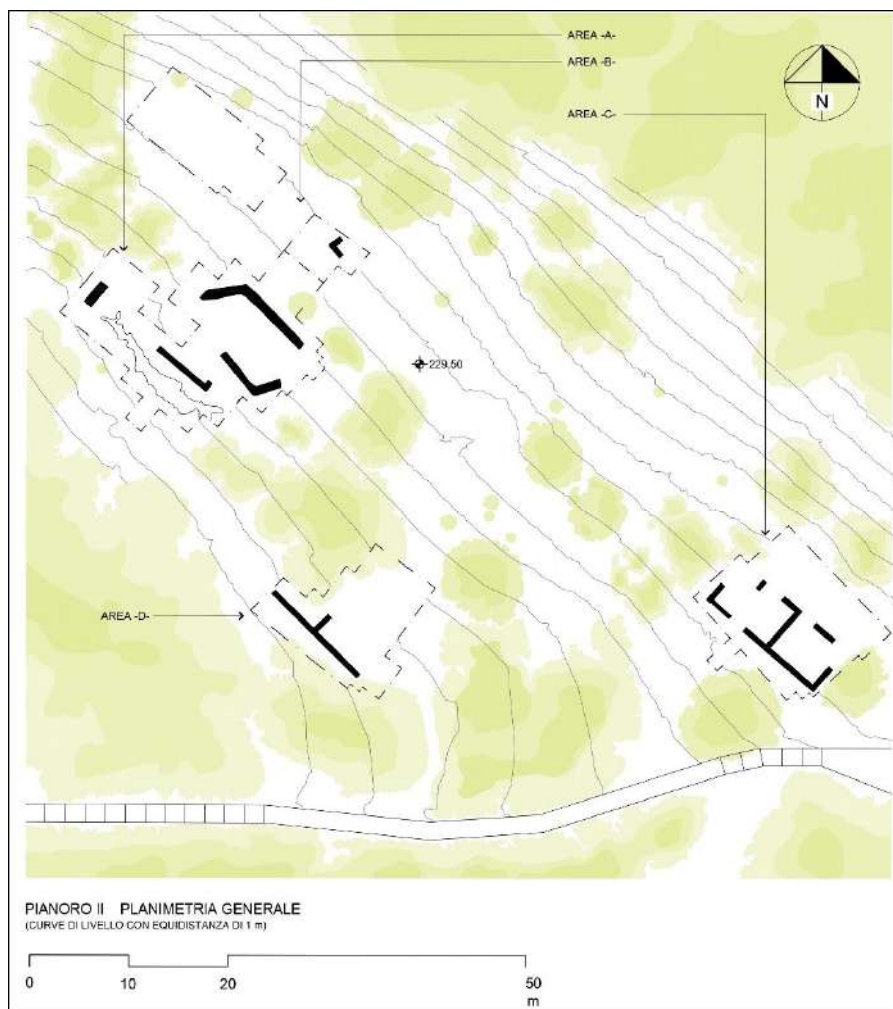 AREA -A-
AREA -B-
AREA -C-
N
229.50
AREA -D-
PIANORO II PLANIMETRIA GENERALE
(CURVE DI LIVELLO CON EQUIDISTANZA DI 1 m)
0 10 20 50
m